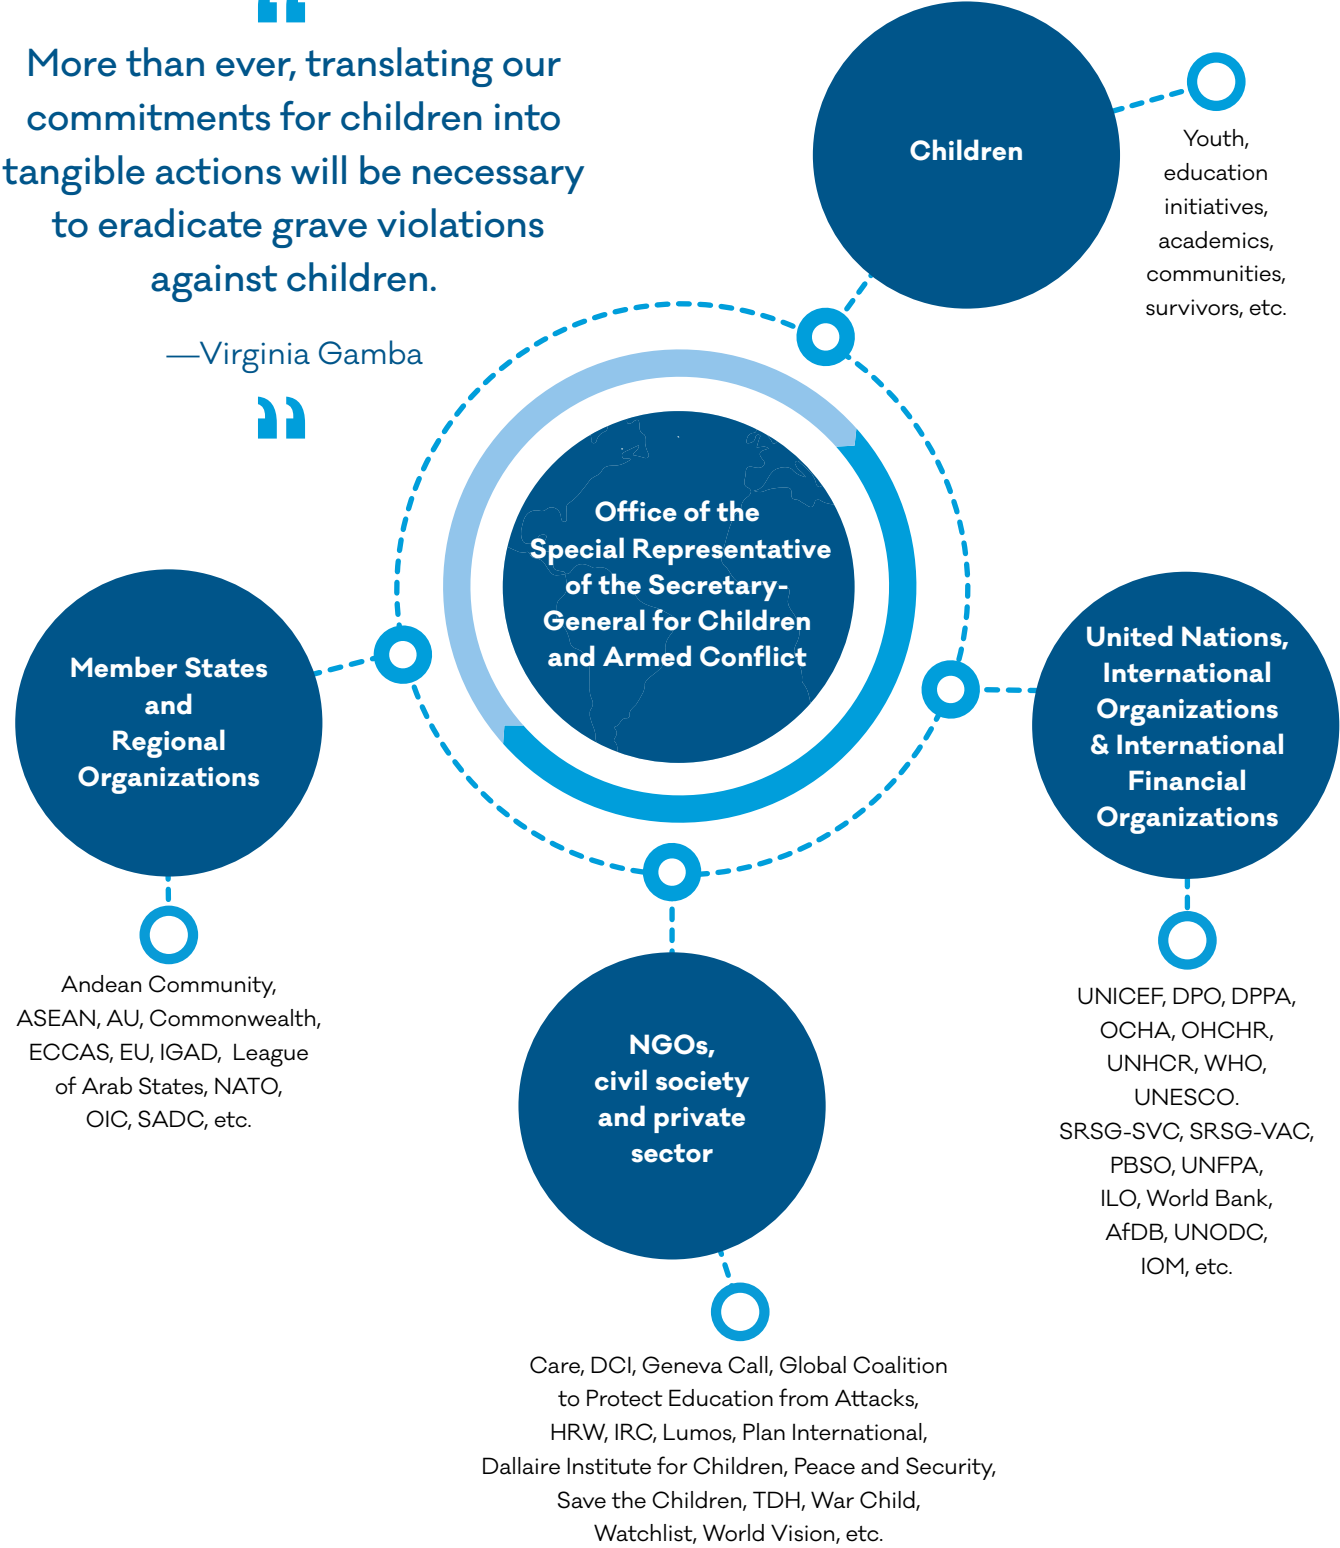 “
More than ever, translating our
commitments for children into
tangible actions will be necessary
to eradicate grave violations
against children.
—Virginia Gamba
”
Children
Youth,
education
initiatives,
academics,
communities,
survivors, etc.
Office of the
Special Representative
of the Secretary-
General for Children
and Armed Conflict
Member States
and
Regional
Organizations
Andean Community,
ASEAN, AU, Commonwealth,
ECCAS, EU, IGAD, League
of Arab States, NATO,
OIC, SADC, etc.
United Nations,
International
Organizations
& International
Financial
Organizations
UNICEF, DPO, DPPA,
OCHA, OHCHR,
UNHCR, WHO,
UNESCO.
SRSG-SVC, SRSG-VAC,
PBSO, UNFPA,
ILO, World Bank,
AfDB, UNODC,
IOM, etc.
NGOs,
civil society
and private
sector
Care, DCI, Geneva Call, Global Coalition
to Protect Education from Attacks,
HRW, IRC, Lumos, Plan International,
Dallaire Institute for Children, Peace and Security,
Save the Children, TDH, War Child,
Watchlist, World Vision, etc.